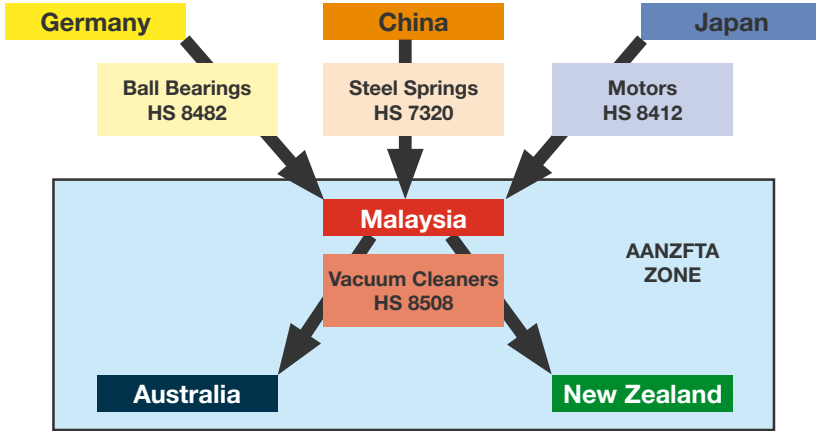 Germany
China
Japan
Ball Bearings
HS 8482
Steel Springs
HS 7320
Motors
HS 8412
Malaysia
AANZFTA
ZONE
Vacuum Cleaners
HS 8508
Australia
New Zealand